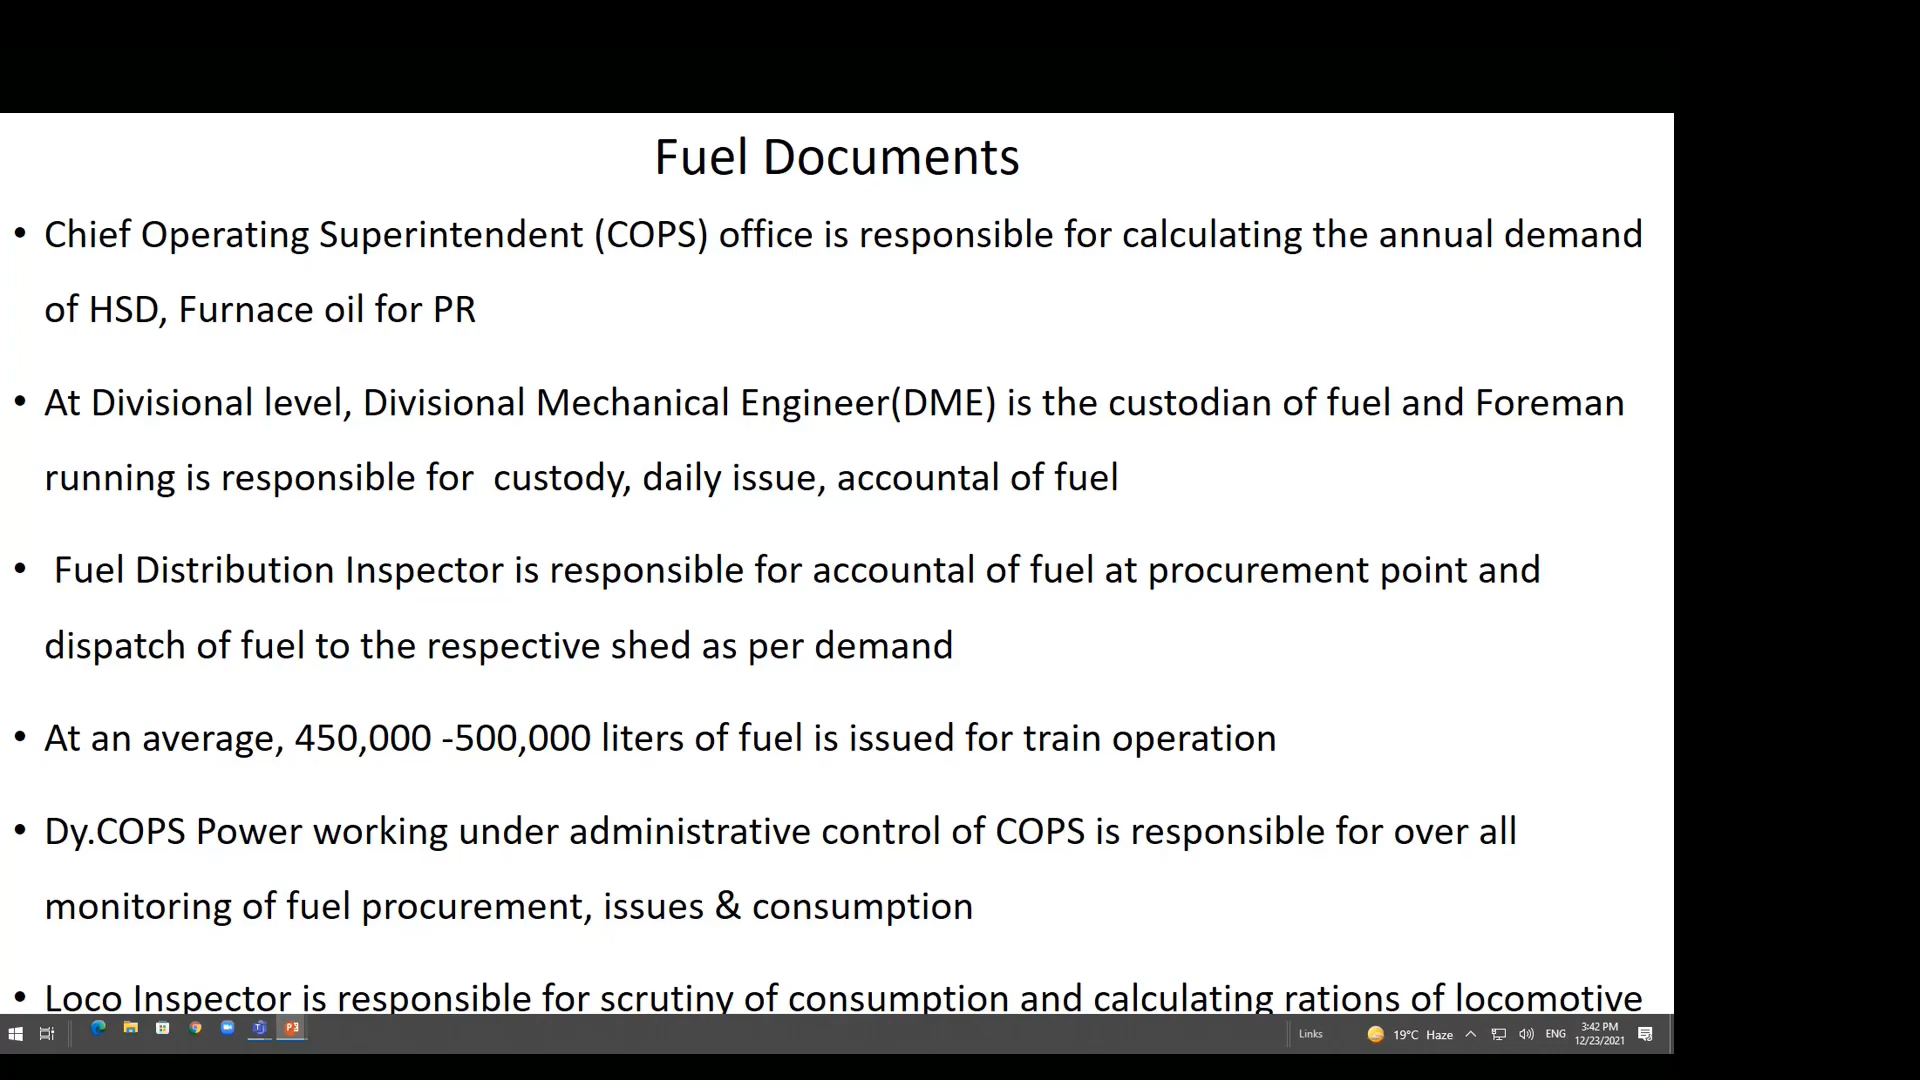 Fuel Documents
• Chief Operating Superintendent (COPS) office is responsible for calculating the annual demand
of HSD, Furnace oil for PR
• At Divisional level, Divisional Mechanical Engineer(DME) is the custodian of fuel and Foreman
running is responsible for  custody, daily issue, accountal of fuel
• Fuel Distribution Inspector is responsible for accountal of fuel at procurement point and
dispatch of fuel to the respective shed as per demand
• At an average, 450,000 -500,000 liters of fuel is issued for train operation
• Dy.COPS Power working under administrative control of COPS is responsible for over all
monitoring of fuel procurement, issues & consumption
• Loco Inspector is responsible for scrutiny of consumption and calculating rations of locomotive
Links 19°C Haze ENG 3:42 PM
12/23/2021